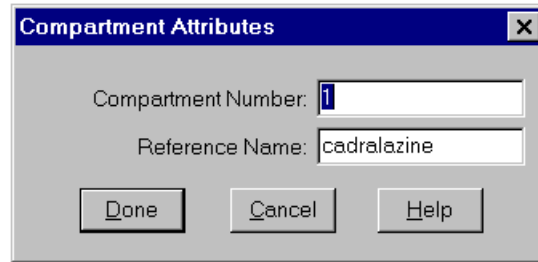 Compartment Attributes
Compartment Number: 1
Reference Name: cadralazine
Done Cancel Help